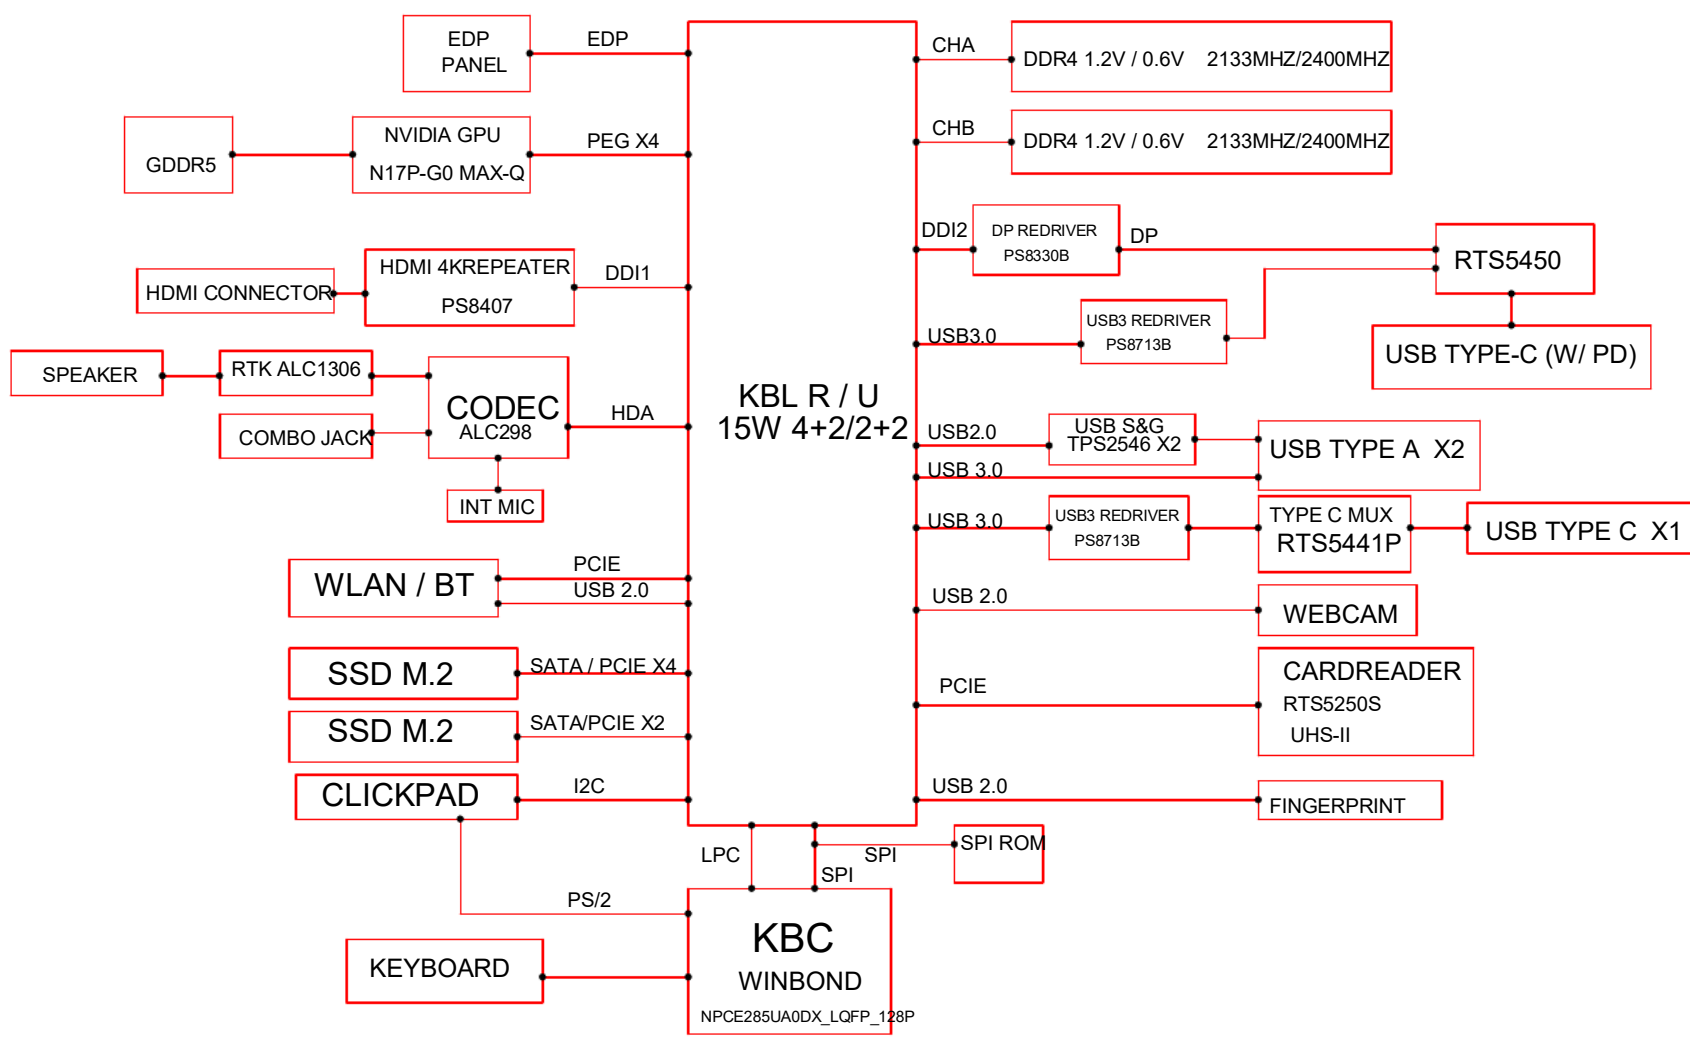 EDP
PANEL
EDP
GDDR5
NVIDIA GPU
N17P-G0 MAX-Q
PEG X4
HDMI CONNECTOR
HDMI 4KREPEATER
PS8407
DDI1
SPEAKER
RTK ALC1306
COMBO JACK
CODEC
ALC298
HDA
INT MIC
WLAN / BT
PCIE
USB 2.0
SSD M.2
SATA / PCIE X4
SSD M.2
SATA/PCIE X2
CLICKPAD
I2C
PS/2
KEYBOARD
KBL R / U
15W 4+2/2+2
LPC
SPI
SPI
SPI ROM
KBC
WINBOND
NPCE285UA0DX_LQFP_128P
CHA
DDR4 1.2V / 0.6V 2133MHZ/2400MHZ
CHB
DDR4 1.2V / 0.6V 2133MHZ/2400MHZ
DDI2
DP REDRIVER
PS8330B
DP
RTS5450
USB3.0
USB3 REDRIVER
PS8713B
USB TYPE-C (W/ PD)
USB2.0
USB S&G
TPS2546 X2
USB TYPE A X2
USB 3.0
USB 3.0
USB3 REDRIVER
PS8713B
TYPE C MUX
RTS5441P
USB TYPE C X1
USB 2.0
WEBCAM
PCIE
CARDREADER
RTS5250S
UHS-II
USB 2.0
FINGERPRINT